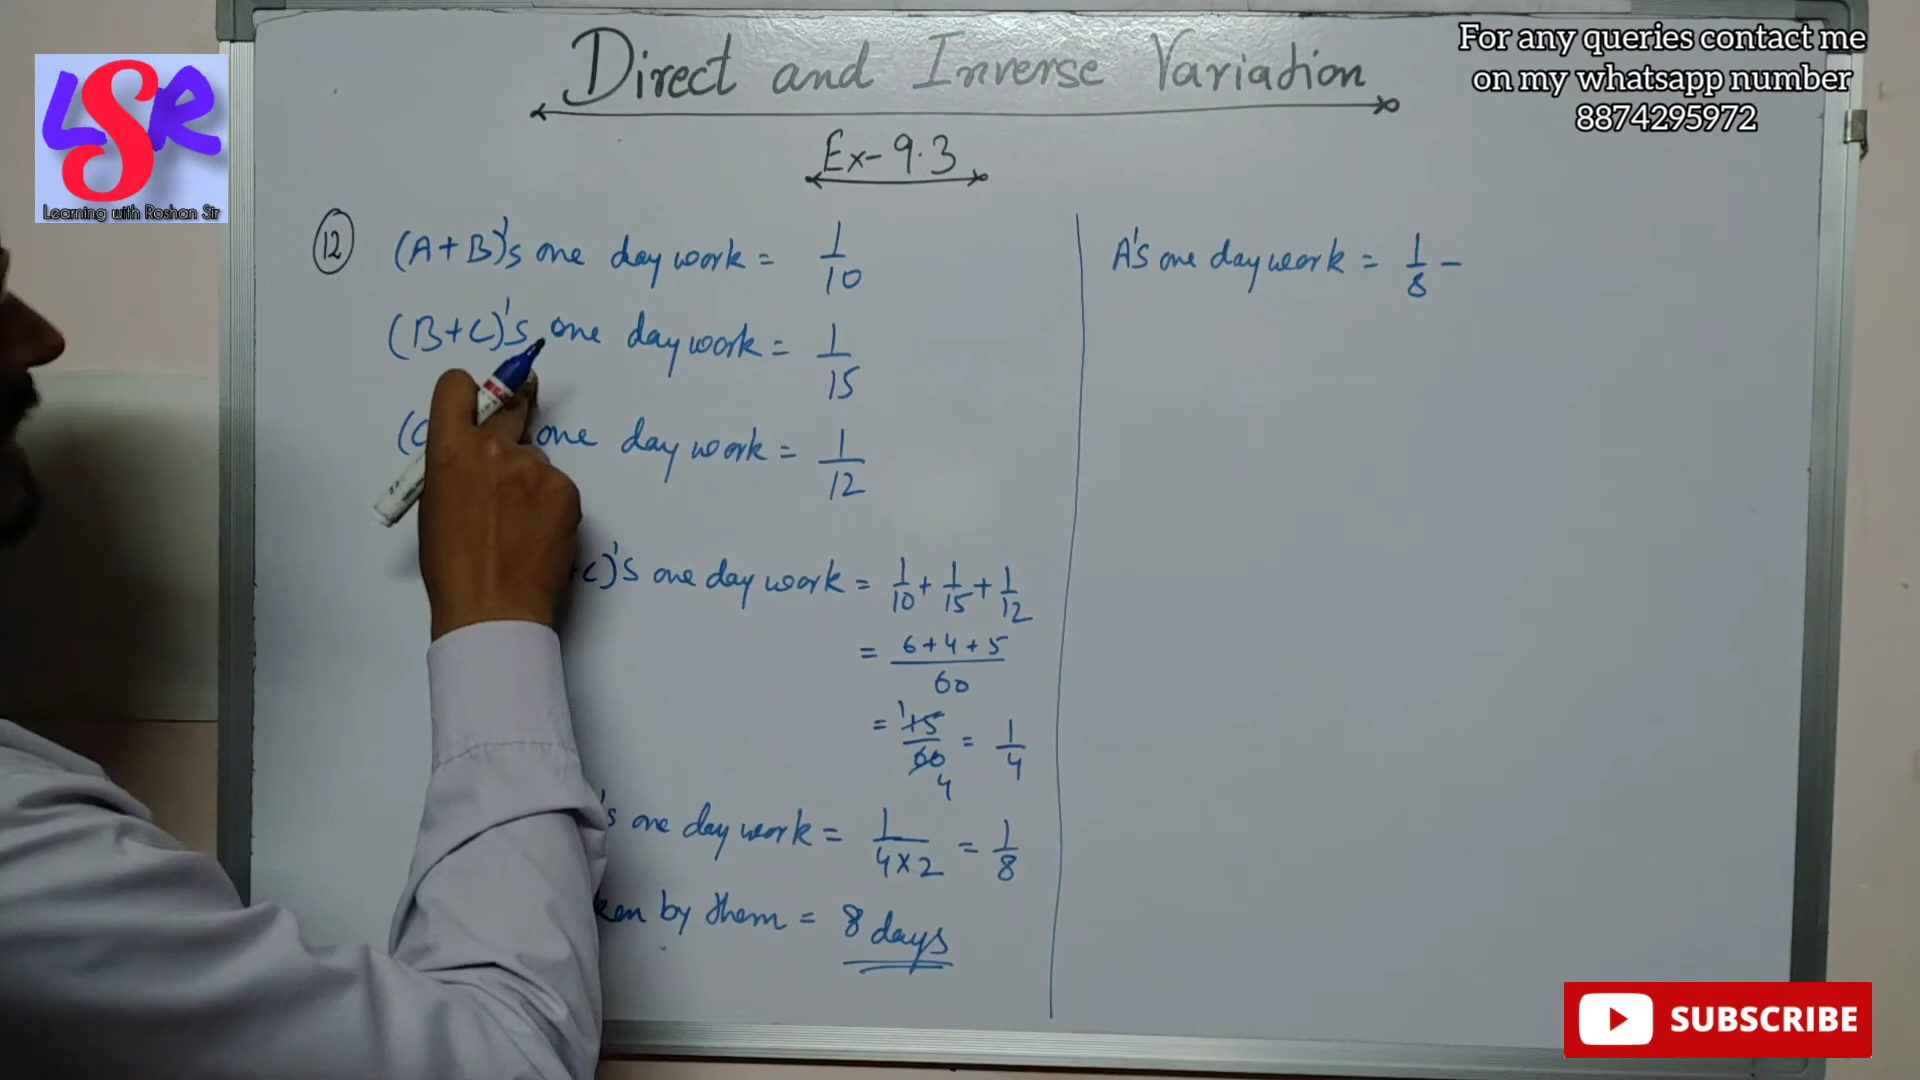 Direct and Inverse Variation
For any queries contact me
on my whatsapp number
8874295972
LSR
Learning with Roshan Sir
Ex-9.3
12 (A+B)'s one day work = 1/10
(B+C)'s one day work = 1/15
(C one day work = 1/12
C)'s one day work = 1/10 + 1/15 + 1/12
= 6+4+5/60
= 15/60 = 1/4
1
4
's one day work = 1/4×2 = 1/8
ken by them = 8 days
A's one day work = 1/8 -
SUBSCRIBE